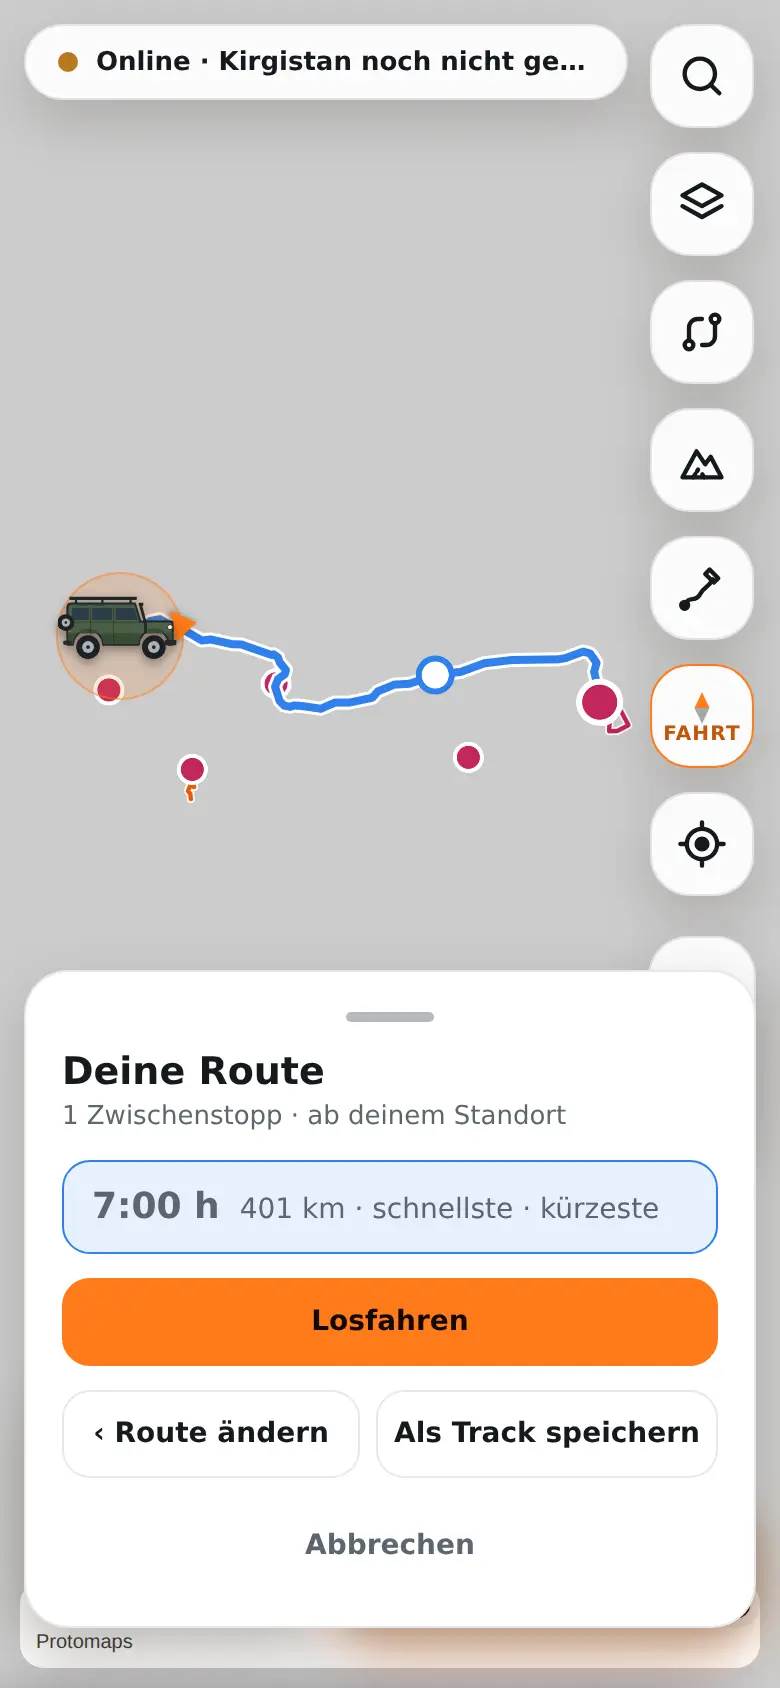 Online · Kirgistan noch nicht ge…
FAHRT
Deine Route
1 Zwischenstopp · ab deinem Standort
7:00 h 401 km · schnellste · kürzeste
Losfahren
‹ Route ändern
Als Track speichern
Abbrechen
Protomaps